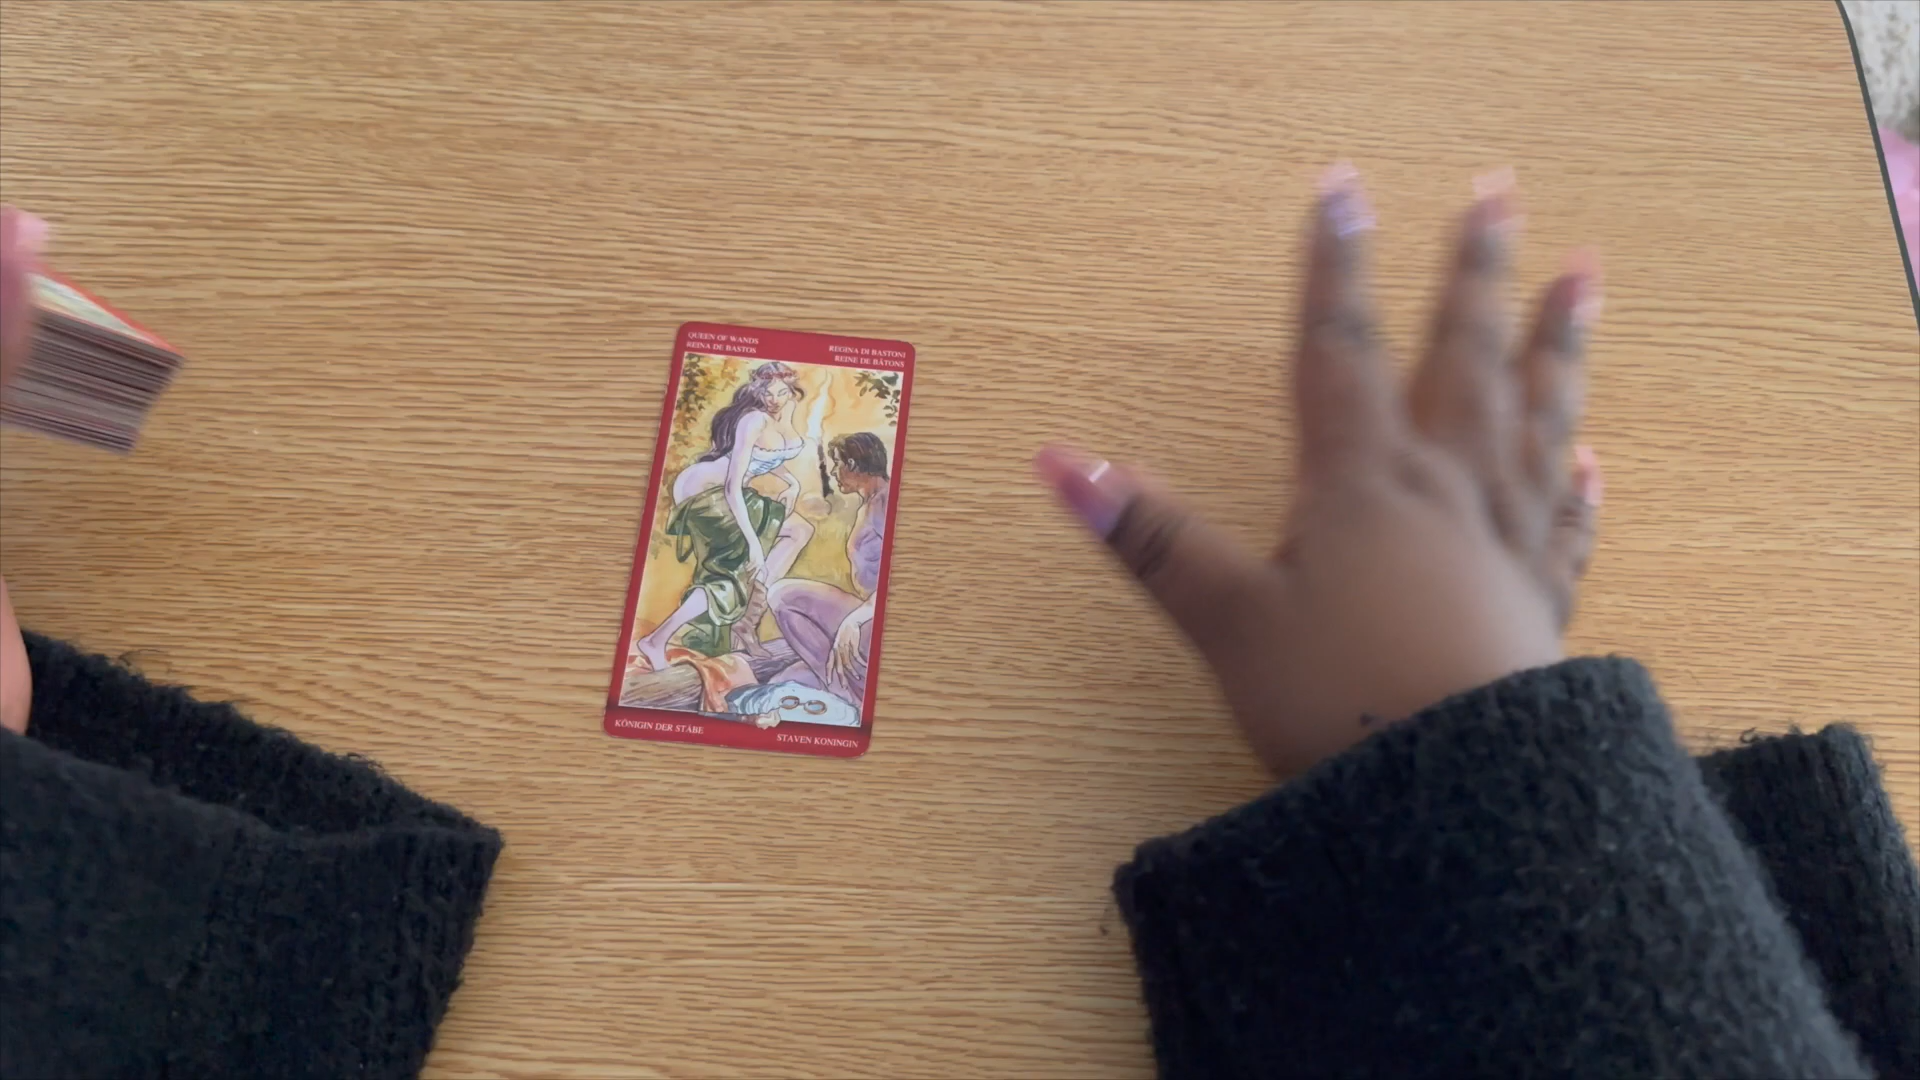 QUEEN OF WANDS
REINA DE BASTOS
REGINA DI BASTONI
REINE DE BÂTONS
KÖNIGIN DER STÄBE
STAVEN KONINGIN